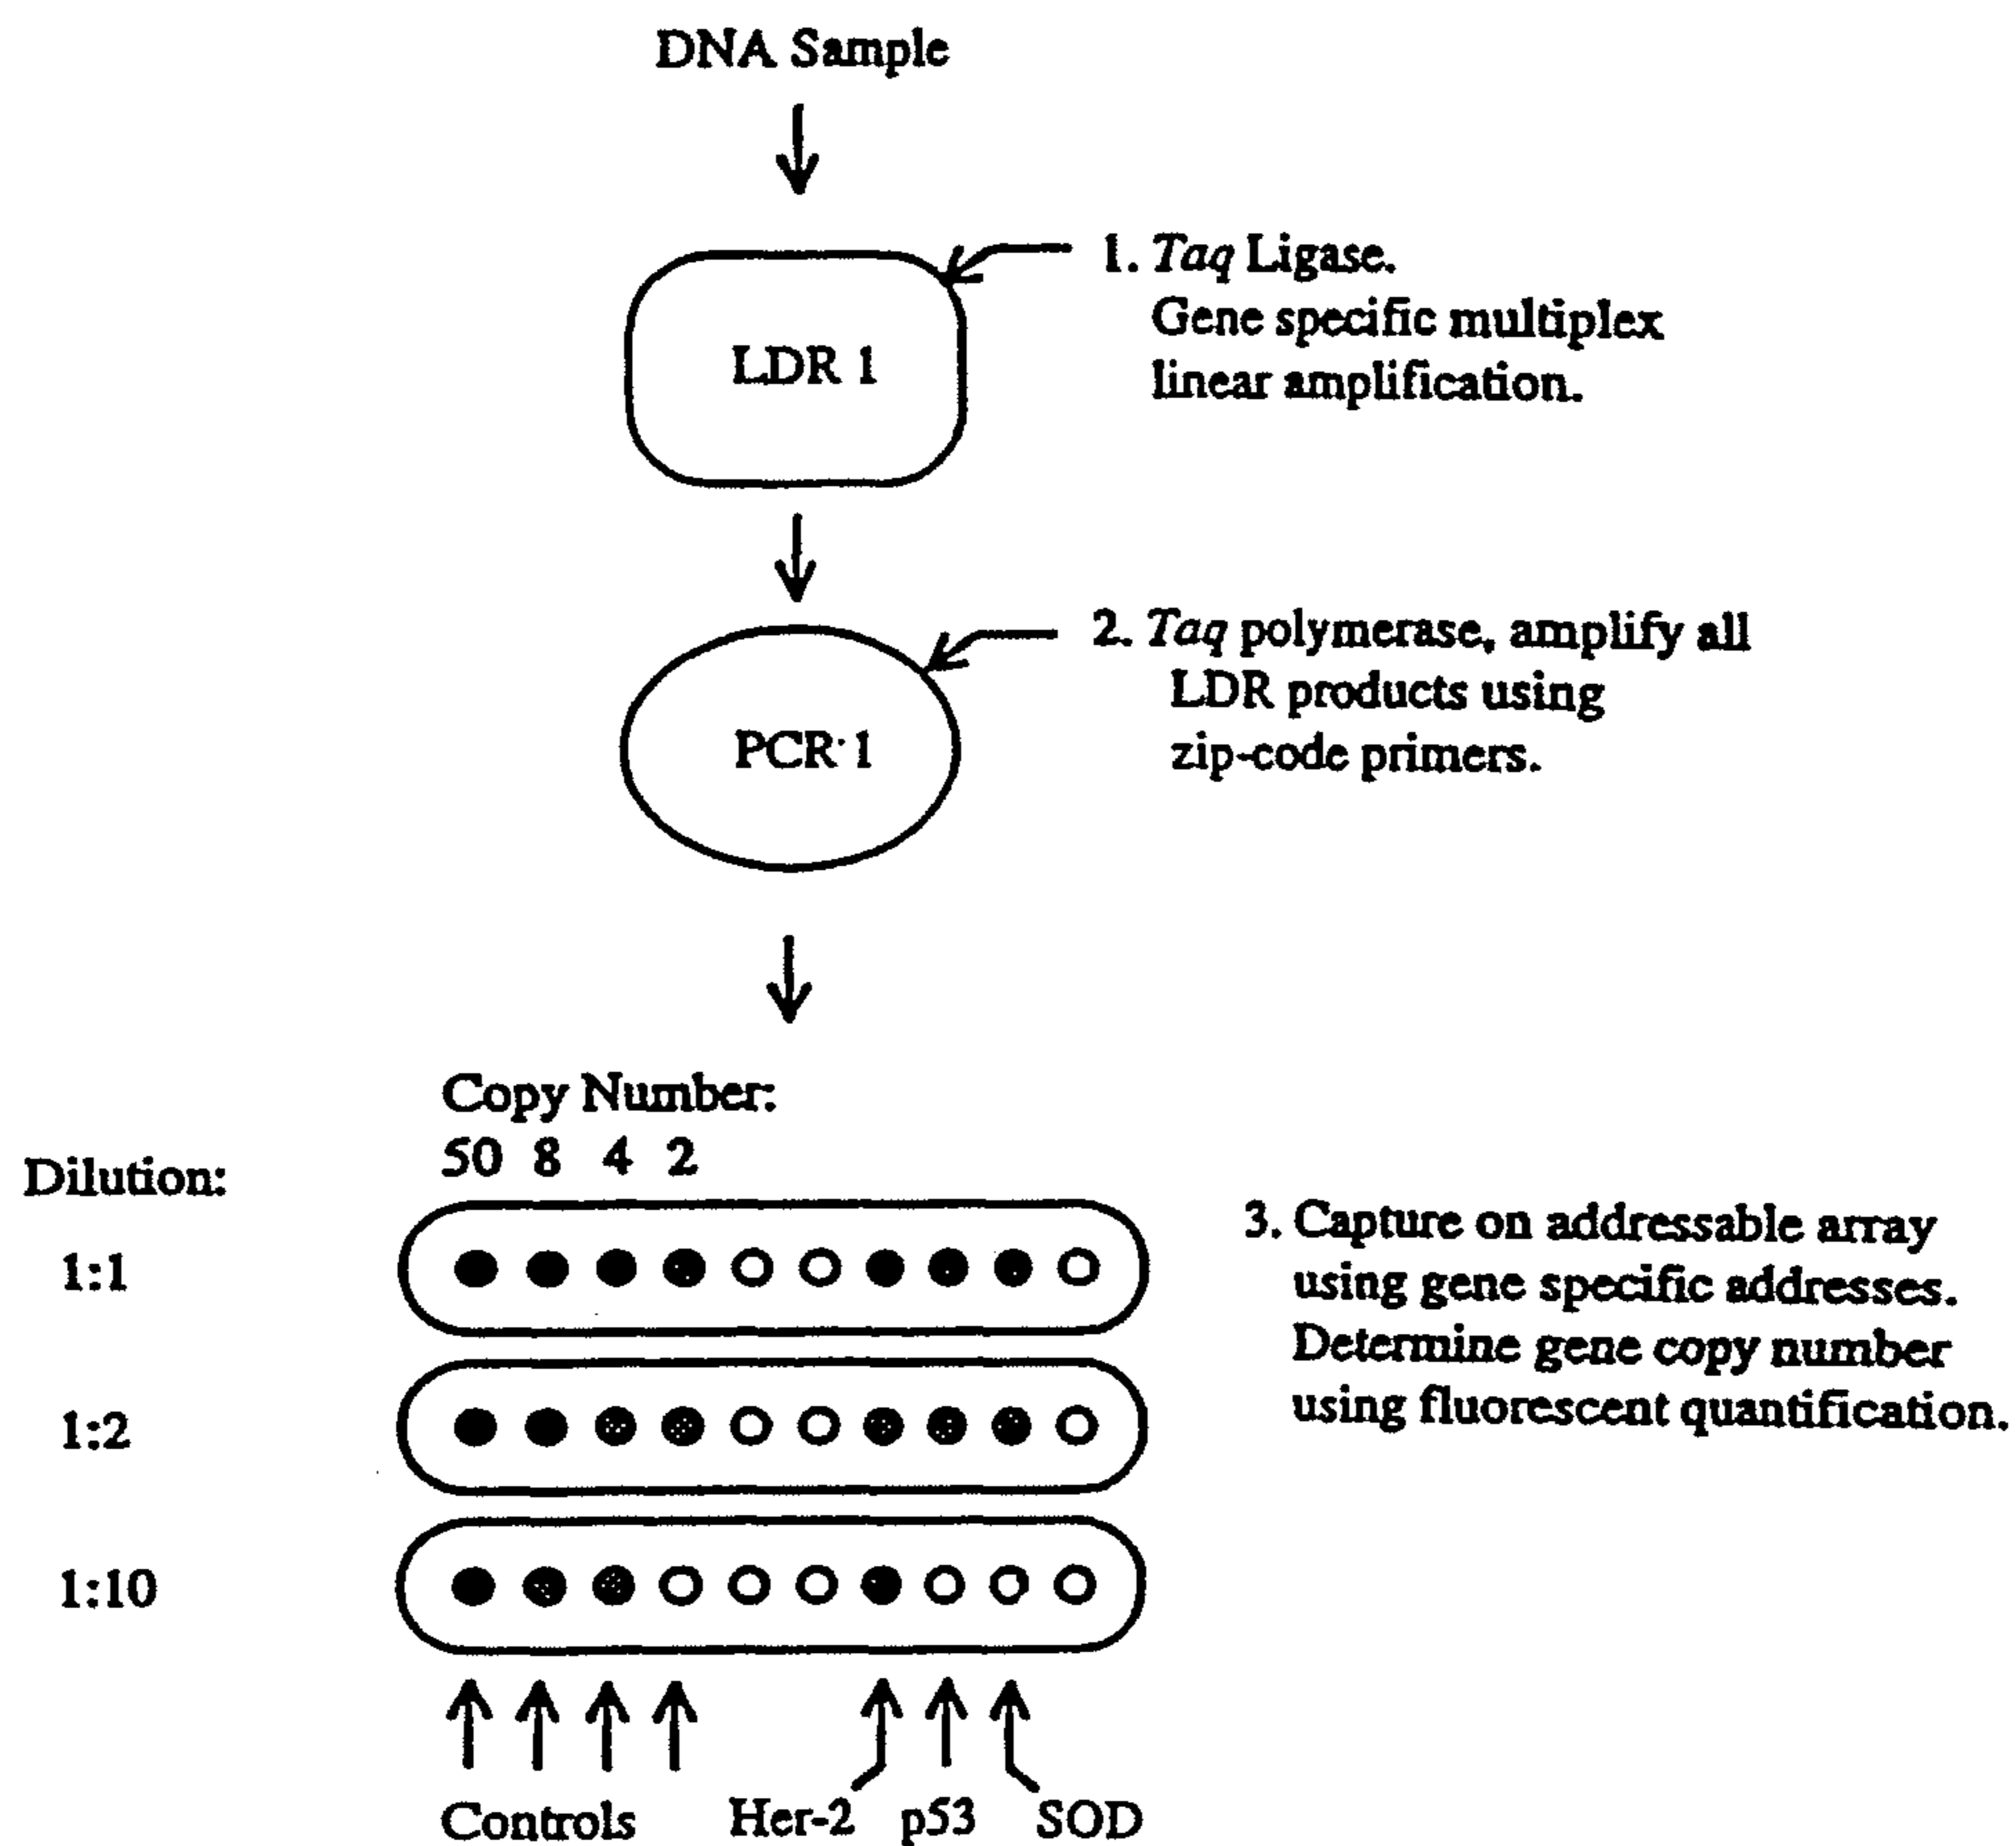 DNA Sample
1. Taq Ligase.
Gene specific multiplex
linear amplification.
LDR 1
2. Taq polymerase, amplify all
LDR products using
zip-code primers.
PCR 1
Copy Number:
50 8 4 2
Dilution:
1:1
3. Capture on addressable array
using gene specific addresses.
Determine gene copy number
using fluorescent quantification.
1:2
1:10
Controls Her-2 p53 SOD